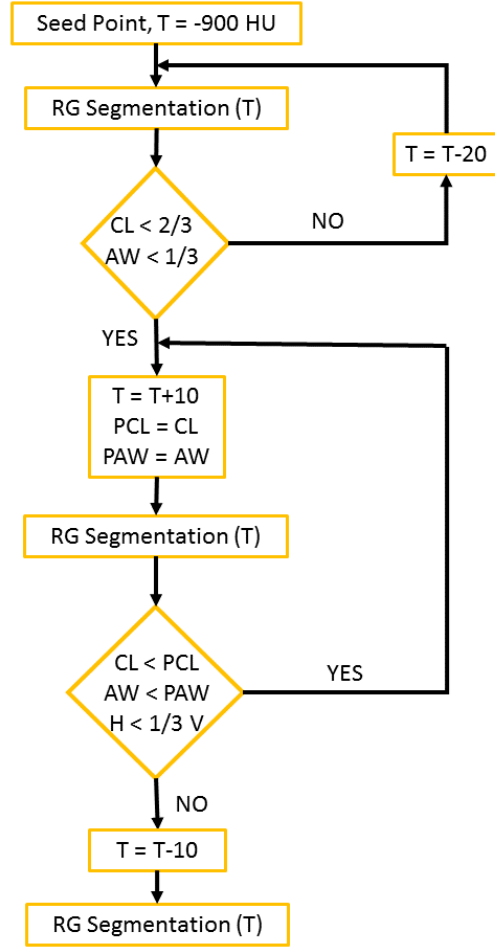 Seed Point, T = -900 HU
RG Segmentation (T)
T = T-20
CL < 2/3
AW < 1/3
NO
YES
T = T+10
PCL = CL
PAW = AW
RG Segmentation (T)
CL < PCL
AW < PAW
H < 1/3 V
YES
NO
T = T-10
RG Segmentation (T)